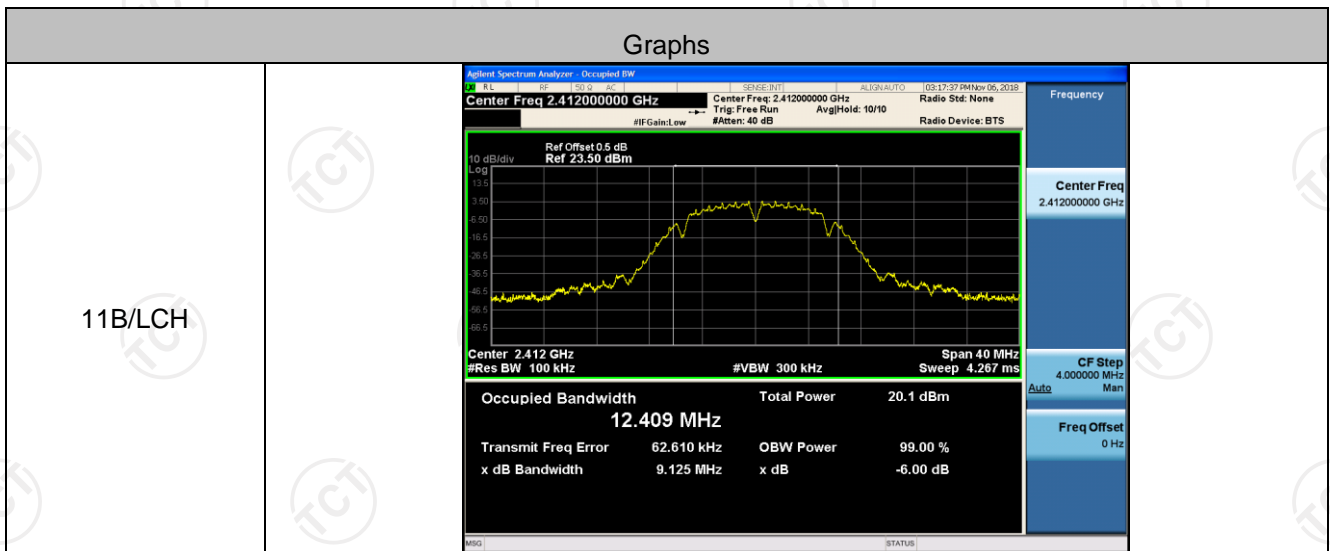 Graphs
11B/LCH
Agilent Spectrum Analyzer - Occupied BW
RL RF 50 Ω AC SENSE:INT ALIGNAUTO 03:17:37 PM Nov 06, 2018
Center Freq 2.412000000 GHz
Center Freq: 2.412000000 GHz Radio Std: None
Trig: Free Run Avg|Hold: 10/10
#IFGain:Low #Atten: 40 dB Radio Device: BTS
Ref Offset 0.5 dB
10 dB/div Ref 23.50 dBm
Log
13.5
3.50
-6.50
-16.5
-26.5
-36.5
-46.5
-56.5
-66.5
Center 2.412 GHz Span 40 MHz
#Res BW 100 kHz #VBW 300 kHz Sweep 4.267 ms
Occupied Bandwidth Total Power 20.1 dBm
12.409 MHz
Transmit Freq Error 62.610 kHz OBW Power 99.00 %
x dB Bandwidth 9.125 MHz x dB -6.00 dB
MSG STATUS
Frequency
Center Freq
2.412000000 GHz
CF Step
4.000000 MHz
Auto Man
Freq Offset
0 Hz
TCT
TCT
TCT
TCT